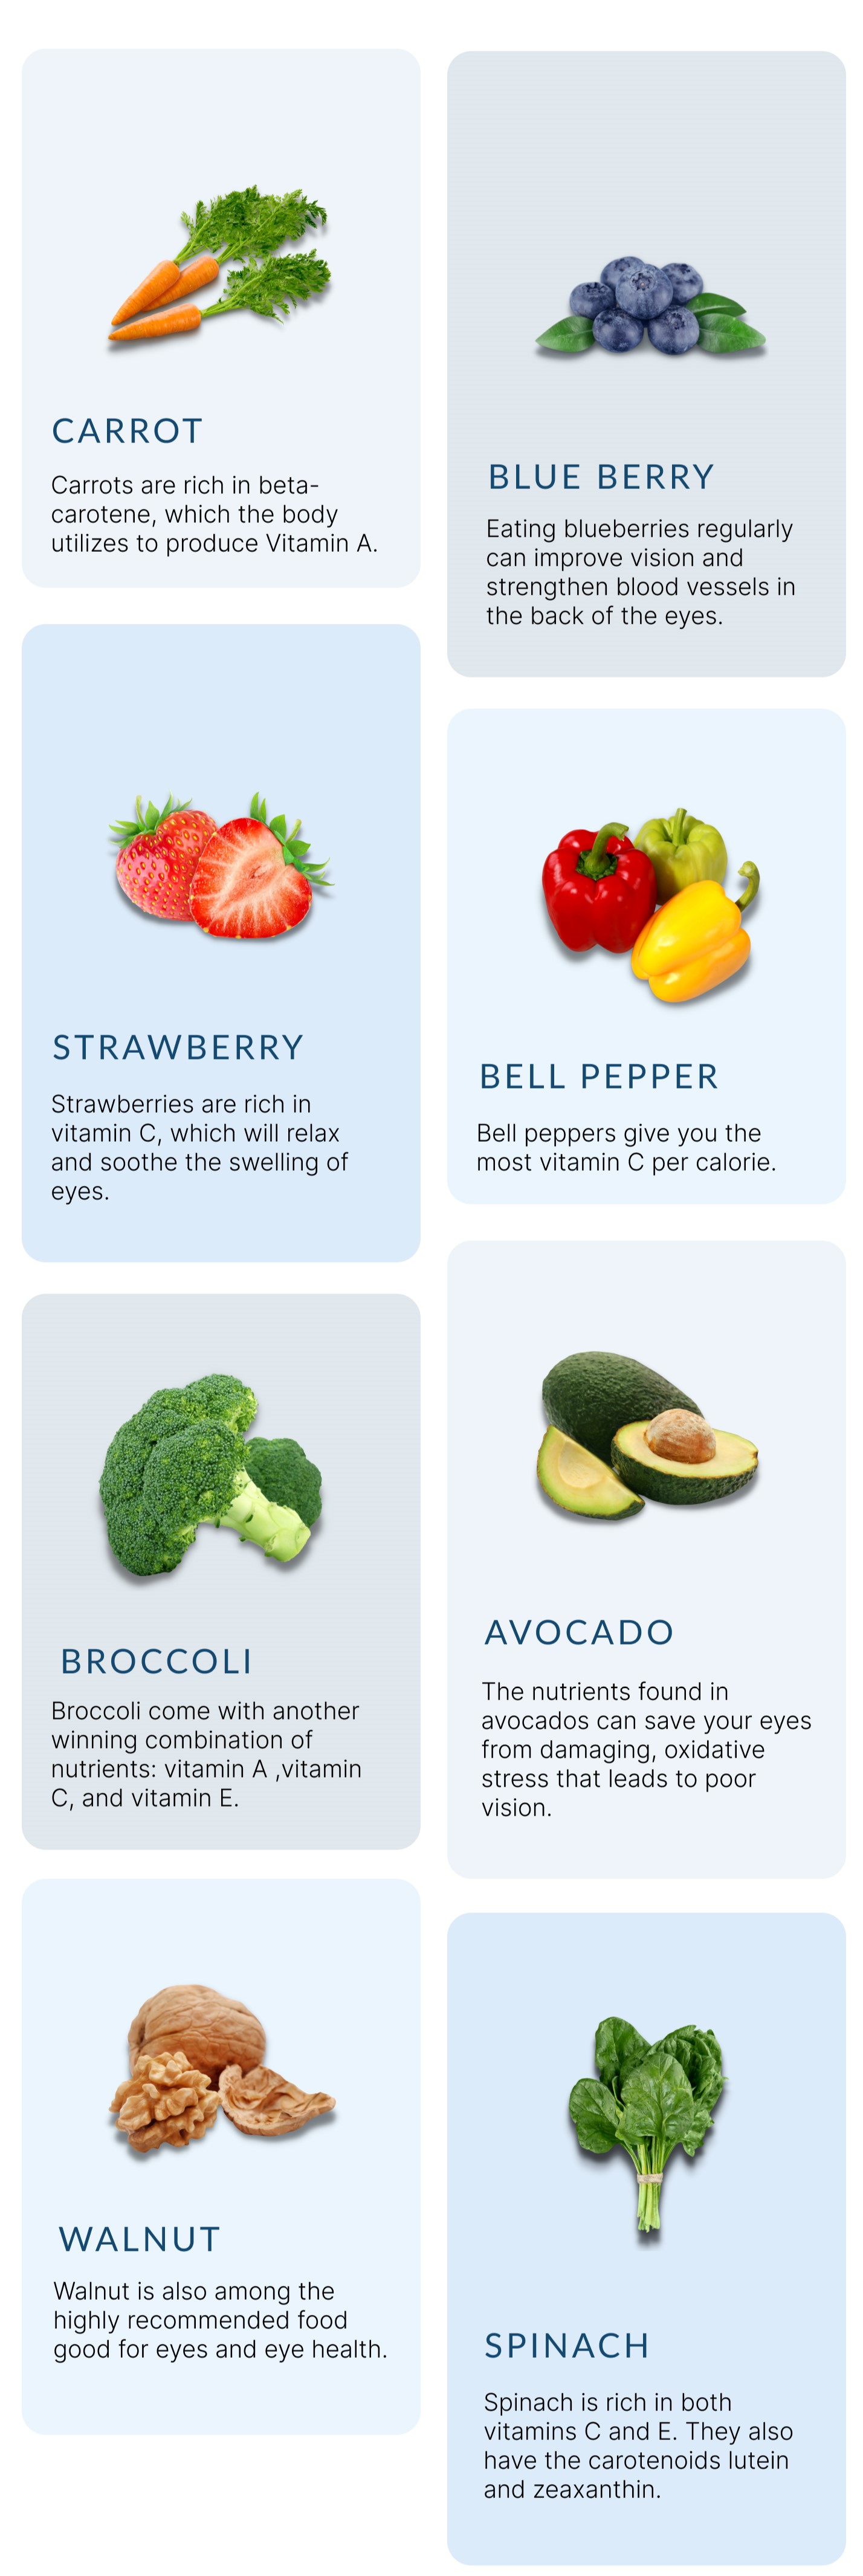 CARROT
Carrots are rich in beta-
carotene, which the body
utilizes to produce Vitamin A.
BLUE BERRY
Eating blueberries regularly
can improve vision and
strengthen blood vessels in
the back of the eyes.
STRAWBERRY
Strawberries are rich in
vitamin C, which will relax
and soothe the swelling of
eyes.
BELL PEPPER
Bell peppers give you the
most vitamin C per calorie.
BROCCOLI
Broccoli come with another
winning combination of
nutrients: vitamin A ,vitamin
C, and vitamin E.
AVOCADO
The nutrients found in
avocados can save your eyes
from damaging, oxidative
stress that leads to poor
vision.
WALNUT
Walnut is also among the
highly recommended food
good for eyes and eye health.
SPINACH
Spinach is rich in both
vitamins C and E. They also
have the carotenoids lutein
and zeaxanthin.